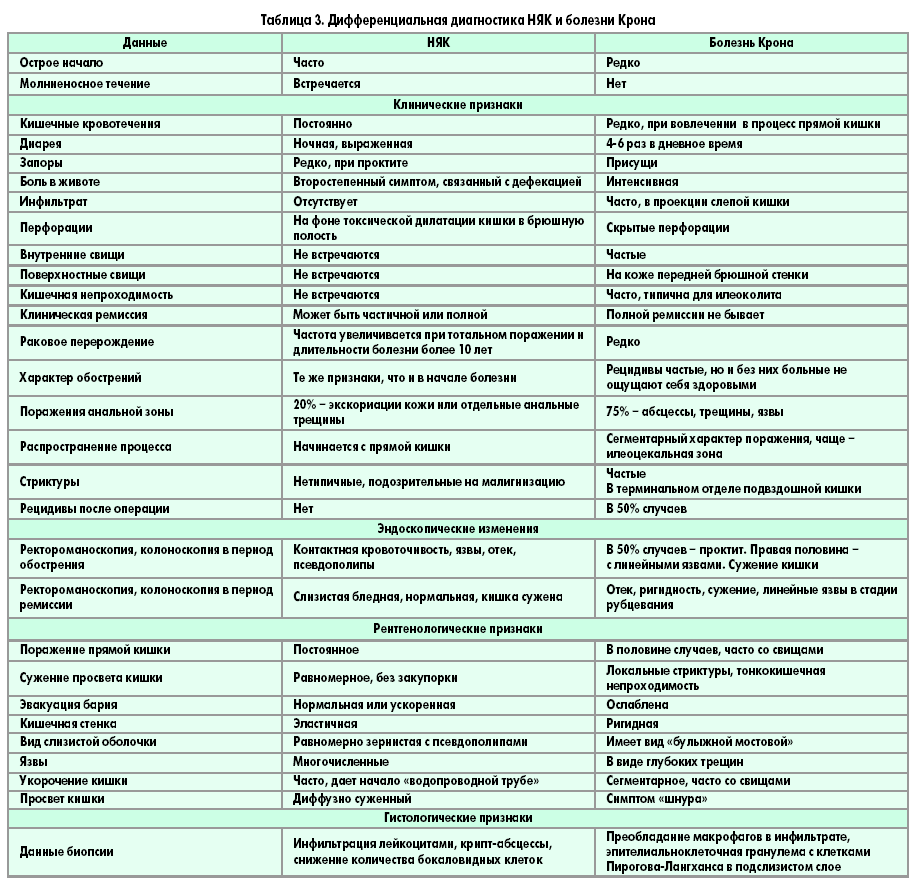 Таблица 3. Дифференциальная диагностика НЯК и болезни Крона
Данные НЯК Болезнь Крона
Острое начало Часто Редко
Молниеносное течение Встречается Нет
Клинические признаки
Кишечные кровотечения Постоянно Редко, при вовлечении в процесс прямой кишки
Диарея Ночная, выраженная 4-6 раз в дневное время
Запоры Редко, при проктите Присущи
Боль в животе Второстепенный симптом, связанный с дефекацией Интенсивная
Инфильтрат Отсутствует Часто, в проекции слепой кишки
Перфорации На фоне токсической дилатации кишки в брюшную
полость Скрытые перфорации
Внутренние свищи Не встречаются Частые
Поверхностные свищи Не встречаются На коже передней брюшной стенки
Кишечная непроходимость Не встречаются Часто, типична для илеоколита
Клиническая ремиссия Может быть частичной или полной Полной ремиссии не бывает
Раковое перерождение Частота увеличивается при тотальном поражении и
длительности болезни более 10 лет Редко
Характер обострений Те же признаки, что и в начале болезни Рецидивы частые, но и без них больные не
ощущают себя здоровыми
Поражения анальной зоны 20% – экскориации кожи или отдельные анальные
трещины 75% – абсцессы, трещины, язвы
Распространение процесса Начинается с прямой кишки Сегментарный характер поражения, чаще –
илеоцекальная зона
Стриктуры Нетипичные, подозрительные на малигнизацию Частые
В терминальном отделе подвздошной кишки
Рецидивы после операции Нет В 50% случаев
Эндоскопические изменения
Ректороманоскопия, колоноскопия в период
обострения Контактная кровоточивость, язвы, отек,
псевдополипы В 50% случаев – проктит. Правая половина –
с линейными язвами. Сужение кишки
Ректороманоскопия, колоноскопия в период
ремиссии Слизистая бледная, нормальная, кишка сужена Отек, ригидность, сужение, линейные язвы в стадии
рубцевания
Рентгенологические признаки
Поражение прямой кишки Постоянное В половине случаев, часто со свищами
Сужение просвета кишки Равномерное, без закупорки Локальные стриктуры, тонкокишечная
непроходимость
Эвакуация бария Нормальная или ускоренная Ослаблена
Кишечная стенка Эластичная Ригидная
Вид слизистой оболочки Равномерно зернистая с псевдополипами Имеет вид «булыжной мостовой»
Язвы Многочисленные В виде глубоких трещин
Укорочение кишки Часто, дает начало «водопроводной трубе» Сегментарное, часто со свищами
Просвет кишки Диффузно суженный Симптом «шнура»
Гистологические признаки
Данные биопсии Инфильтрация лейкоцитами, крипт-абсцессы,
снижение количества бокаловидных клеток Преобладание макрофагов в инфильтрате,
эпителиальноклеточная гранулема с клетками
Пирогова-Лангханса в подслизистом слое